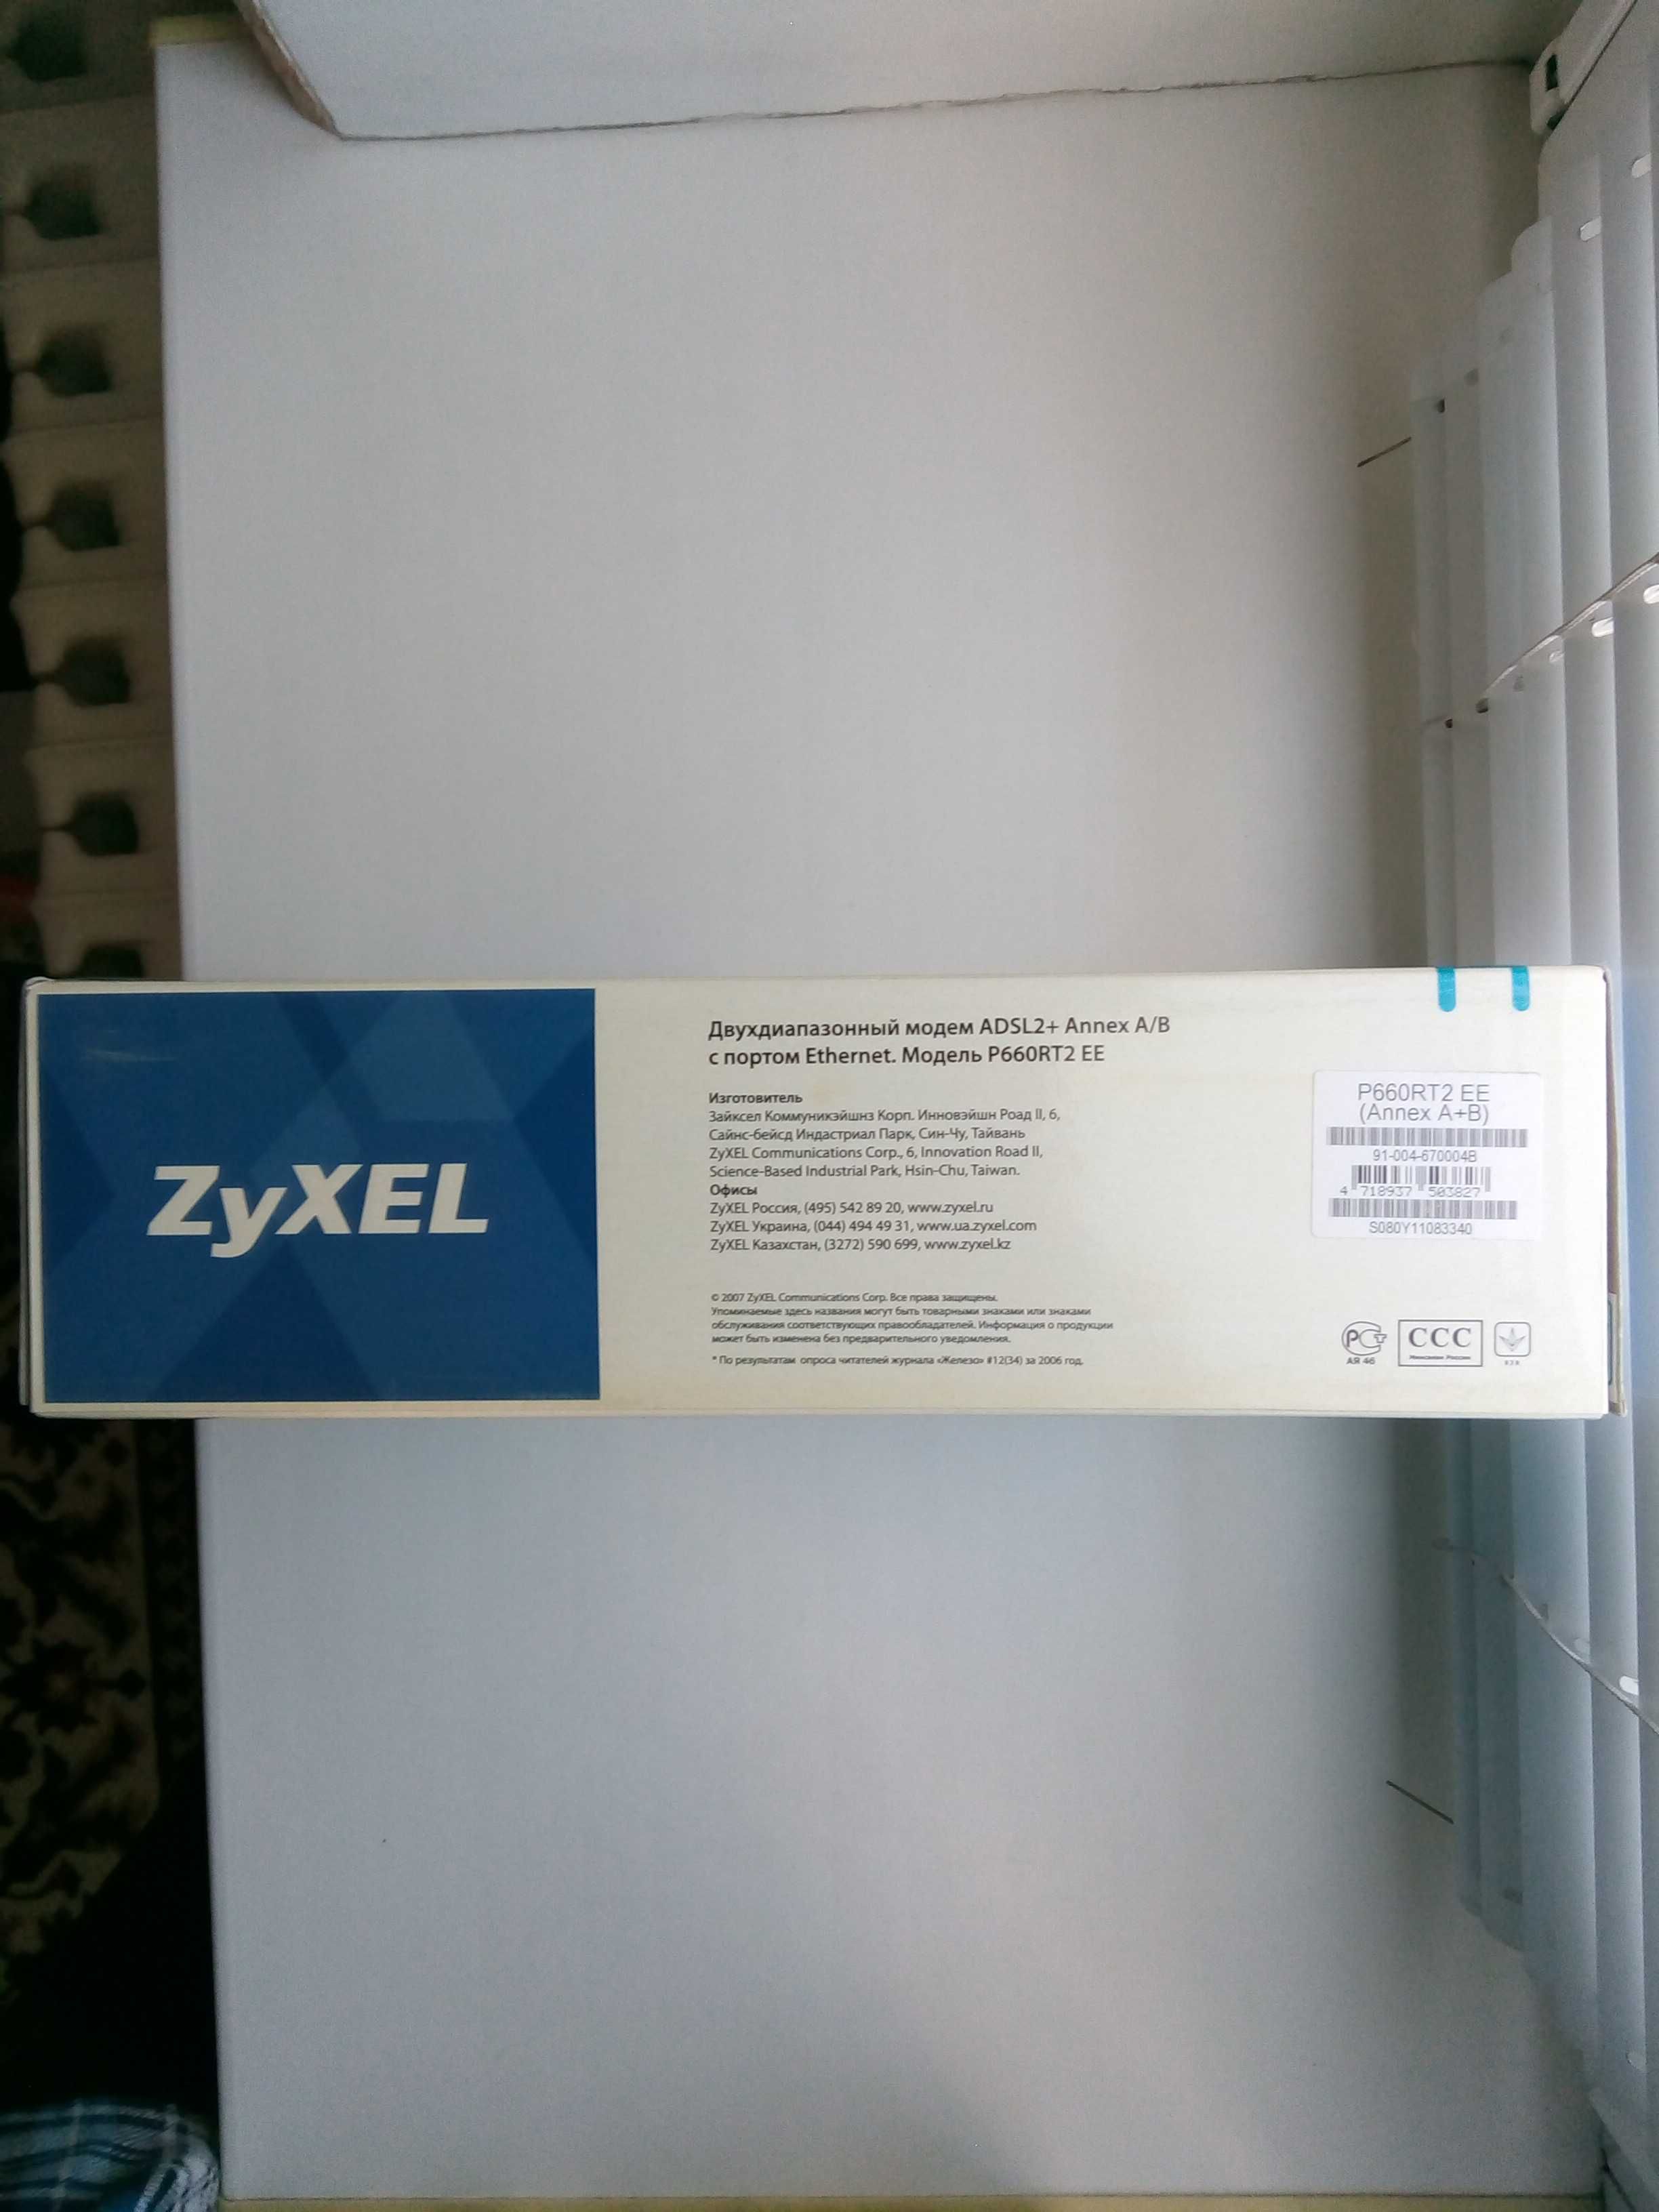 ZyXEL
Двухдиапазонный модем ADSL2+ Annex A/B
с портом Ethernet. Модель P660RT2 EE
Изготовитель
Зайксел Коммуникэйшнз Корп. Инновэйшн Роад II, 6,
Сайнс-бейсд Индастриал Парк, Син-Чу, Тайвань
ZyXEL Communications Corp., 6, Innovation Road II,
Science-Based Industrial Park, Hsin-Chu, Taiwan.
Офисы
ZyXEL Россия, (495) 542 89 20, www.zyxel.ru
ZyXEL Украина, (044) 494 49 31, www.ua.zyxel.com
ZyXEL Казахстан, (3272) 590 699, www.zyxel.kz
© 2007 ZyXEL Communications Corp. Все права защищены.
Упоминаемые здесь названия могут быть товарными знаками или знаками
обслуживания соответствующих правообладателей. Информация о продукции
может быть изменена без предварительного уведомления.
* По результатам опроса читателей журнала «Железо» #12(34) за 2006 год.
P660RT2 EE
(Annex A+B)
91-004-670004B
4 718937 503827
S080Y11083340
РСТ
АЯ 46
ССС